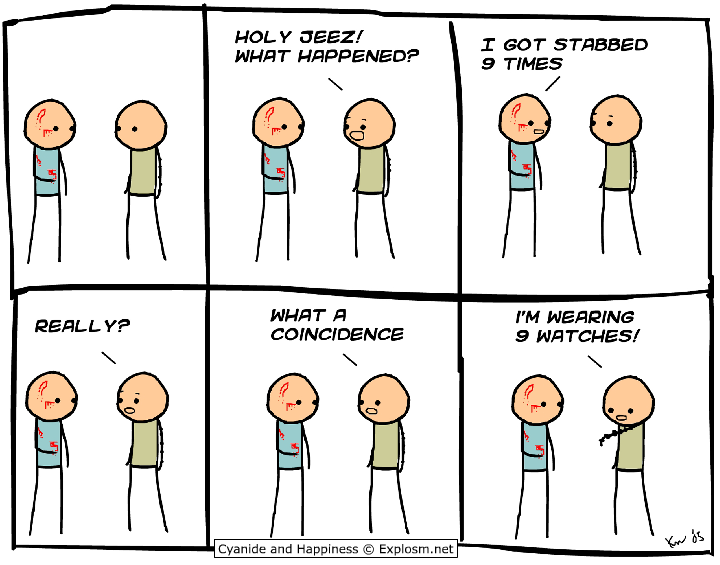 HOLY JEEZ!
WHAT HAPPENED?
I GOT STABBED
9 TIMES
REALLY?
WHAT A
COINCIDENCE
I'M WEARING
9 WATCHES!
Cyanide and Happiness © Explosm.net